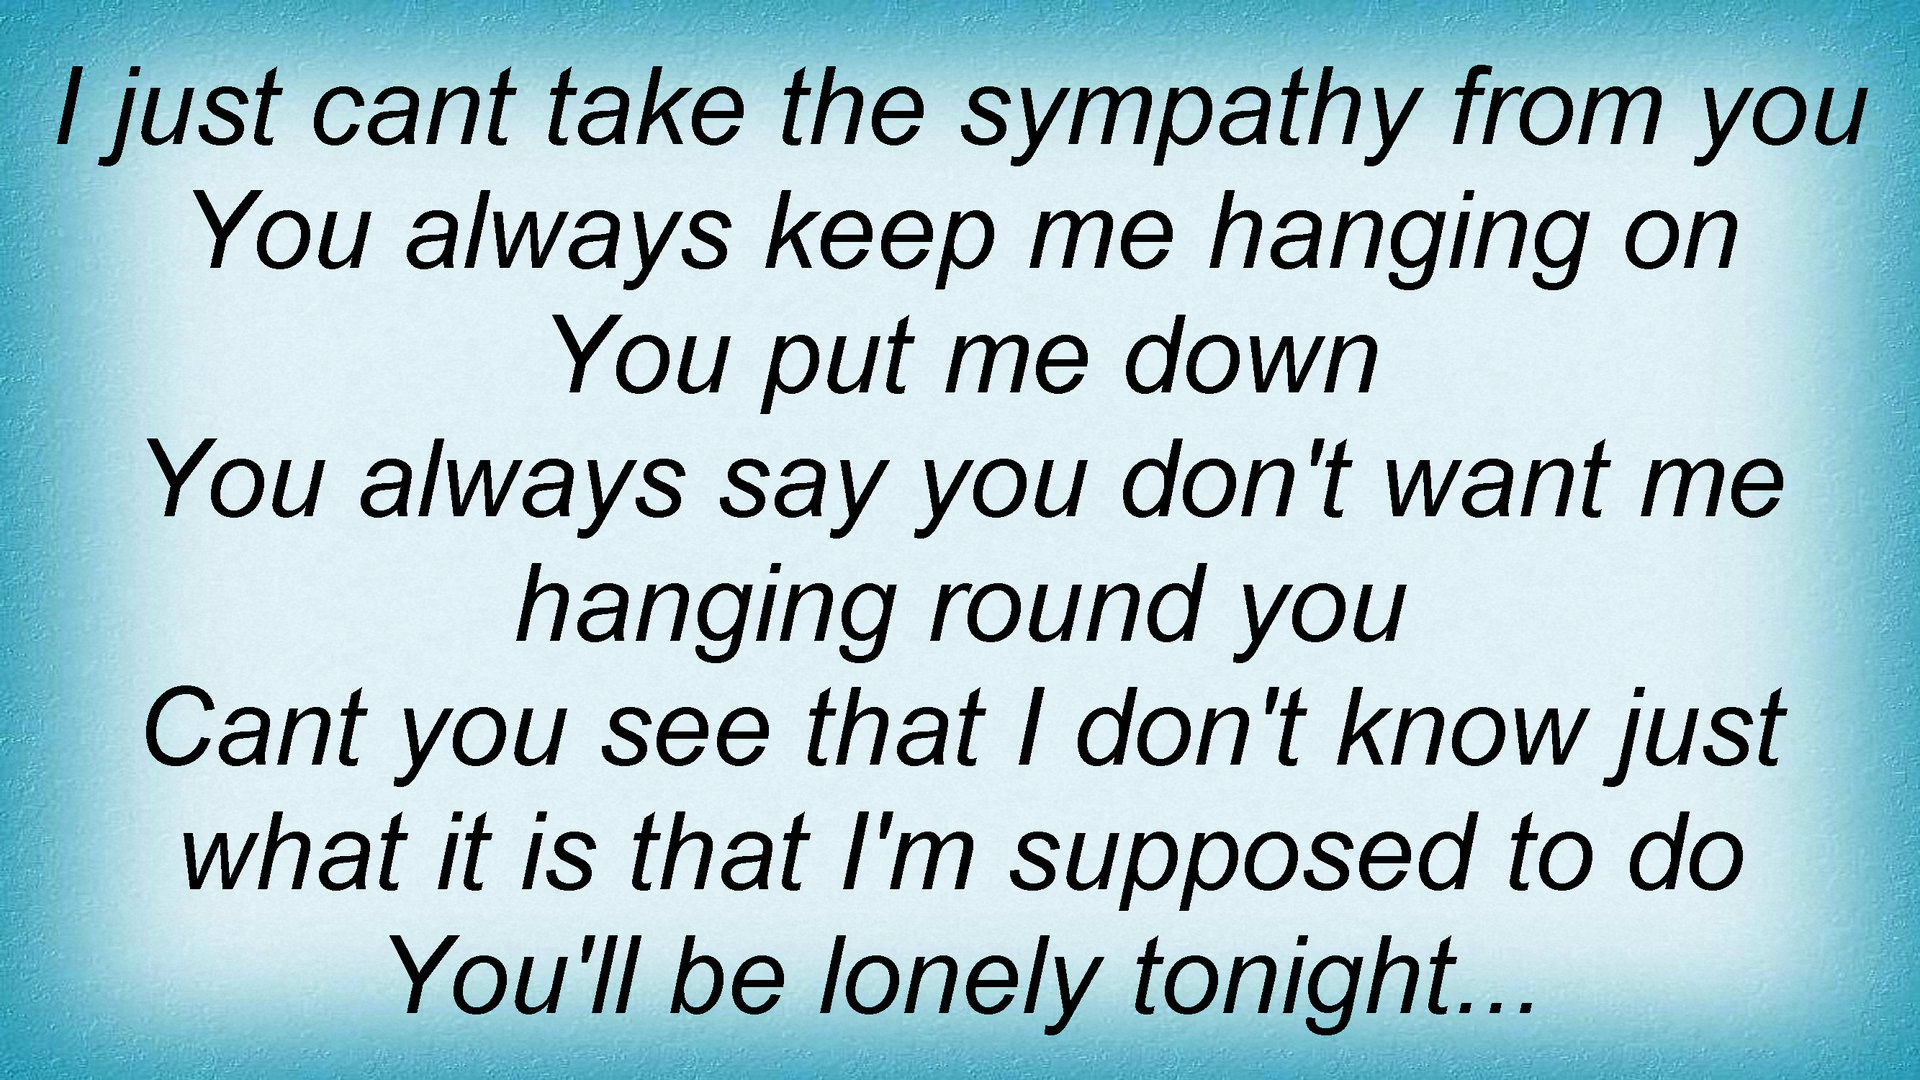 I just cant take the sympathy from you
You always keep me hanging on
You put me down
You always say you don't want me
hanging round you
Cant you see that I don't know just
what it is that I'm supposed to do
You'll be lonely tonight...